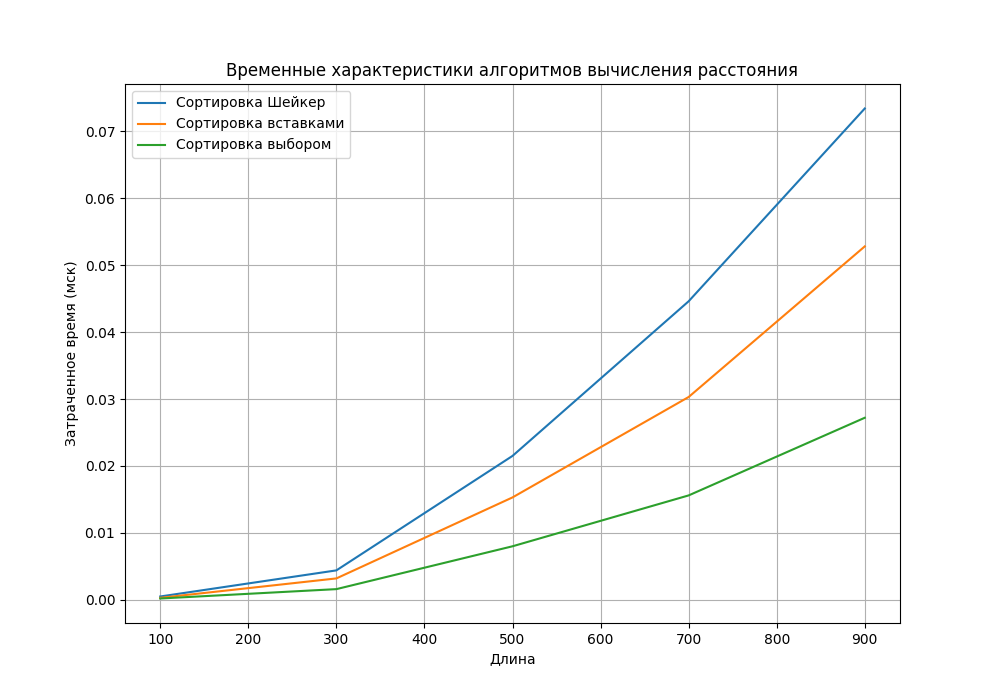 Временные характеристики алгоритмов вычисления расстояния
Сортировка Шейкер
Сортировка вставками
Сортировка выбором
Затраченное время (мск)
0.07
0.06
0.05
0.04
0.03
0.02
0.01
0.00
100 200 300 400 500 600 700 800 900
Длина